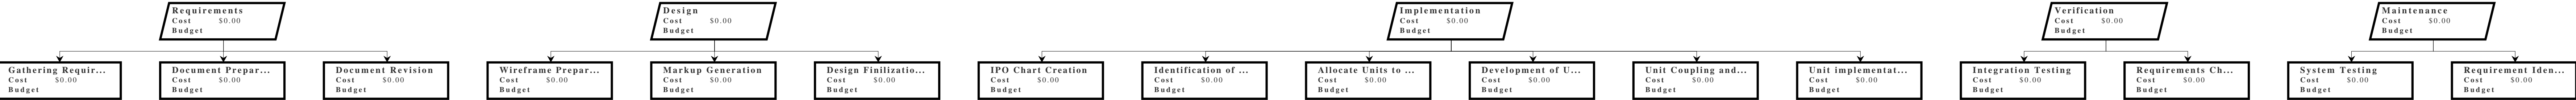 Requirements
Cost $0.00
Budget
Design
Cost $0.00
Budget
Implementation
Cost $0.00
Budget
Verification
Cost $0.00
Budget
Maintenance
Cost $0.00
Budget
Gathering Requir...
Cost $0.00
Budget
Document Prepar...
Cost $0.00
Budget
Document Revision
Cost $0.00
Budget
Wireframe Prepar...
Cost $0.00
Budget
Markup Generation
Cost $0.00
Budget
Design Finilizatio...
Cost $0.00
Budget
IPO Chart Creation
Cost $0.00
Budget
Identification of ...
Cost $0.00
Budget
Allocate Units to ...
Cost $0.00
Budget
Development of U...
Cost $0.00
Budget
Unit Coupling and...
Cost $0.00
Budget
Unit implementat...
Cost $0.00
Budget
Integration Testing
Cost $0.00
Budget
Requirements Ch...
Cost $0.00
Budget
System Testing
Cost $0.00
Budget
Requirement Iden...
Cost $0.00
Budget